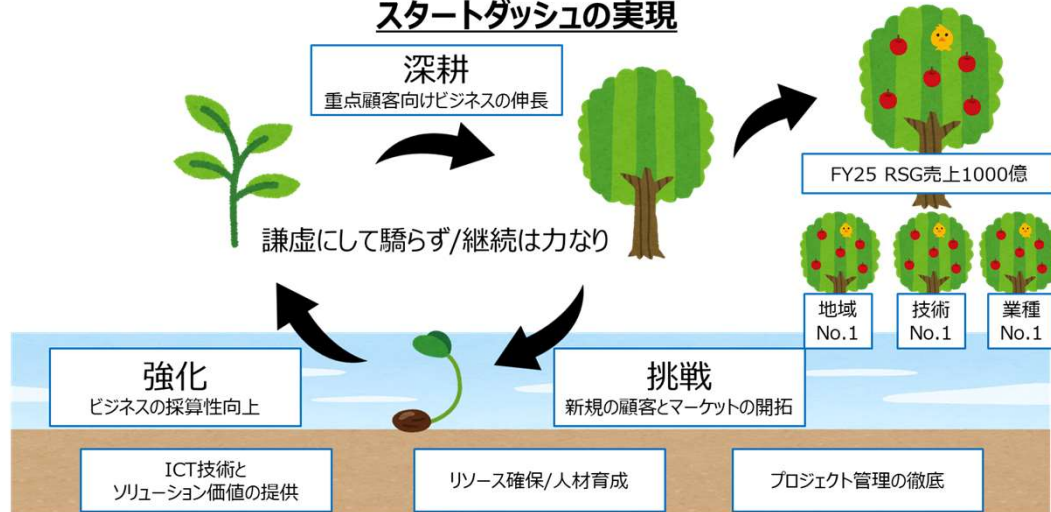 スタートダッシュの実現
深耕
重点顧客向けビジネスの伸長
FY25 RSG売上1000億
謙虚にして驕らず/継続は力なり
地域
No.1
技術
No.1
業種
No.1
強化
ビジネスの採算性向上
挑戦
新規の顧客とマーケットの開拓
ICT技術と
ソリューション価値の提供
リソース確保/人材育成
プロジェクト管理の徹底